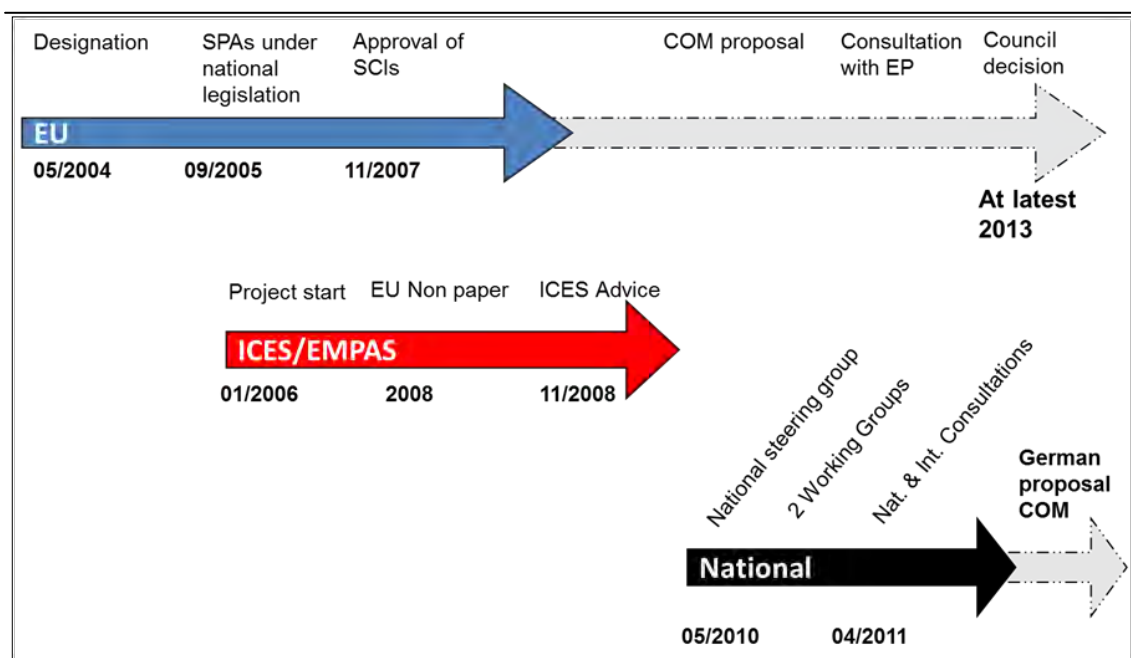 Designation
SPAs under
national
legislation
Approval of
SCIs
COM proposal
Consultation
with EP
Council
decision
EU
05/2004
09/2005
11/2007
At latest
2013
Project start
EU Non paper
ICES Advice
ICES/EMPAS
01/2006
2008
11/2008
National steering group
2 Working Groups
Nat. & Int. Consultations
German
proposal
COM
National
05/2010
04/2011